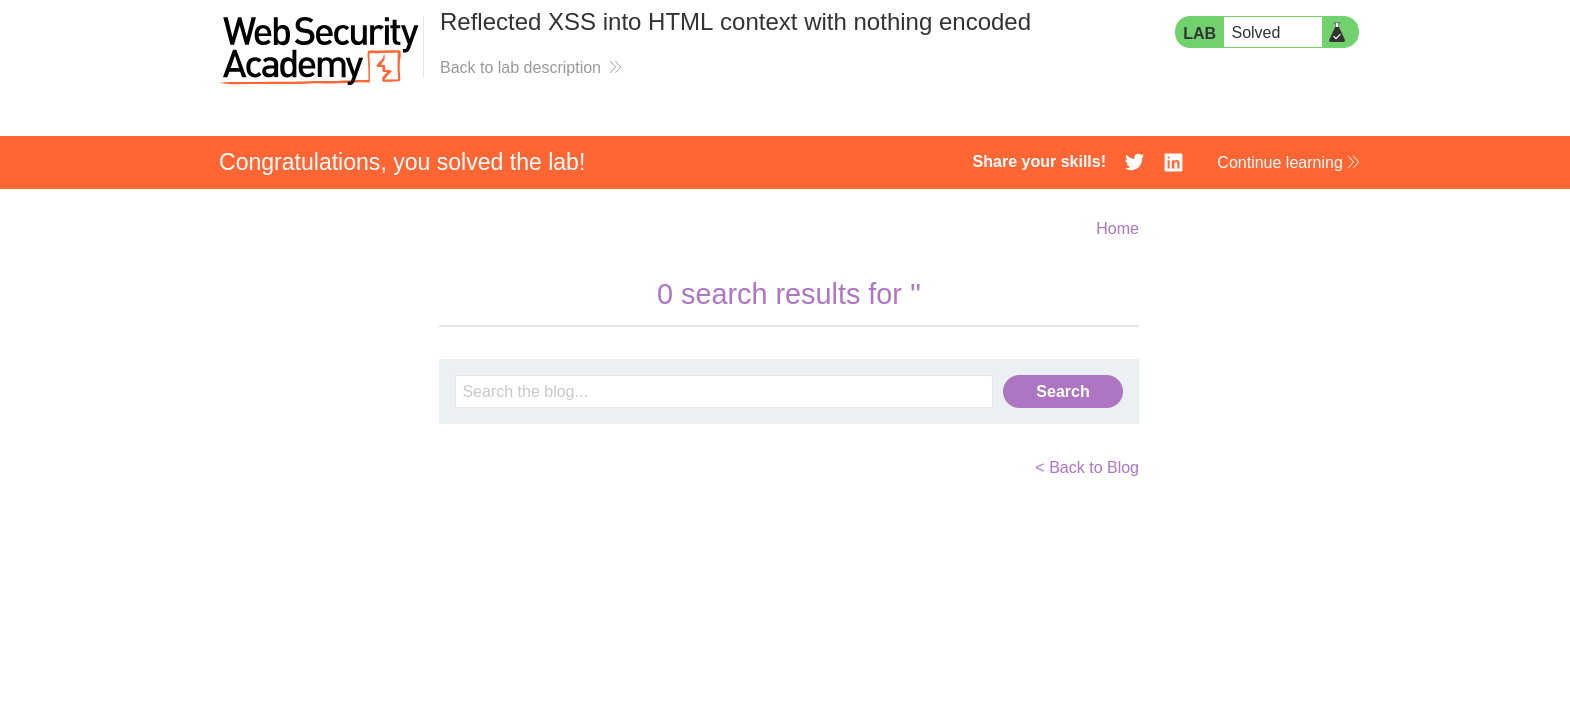 Web Security
Academy
Reflected XSS into HTML context with nothing encoded
Back to lab description
LAB Solved
Congratulations, you solved the lab!
Share your skills!
Continue learning
Home
0 search results for ''
Search the blog...
Search
< Back to Blog